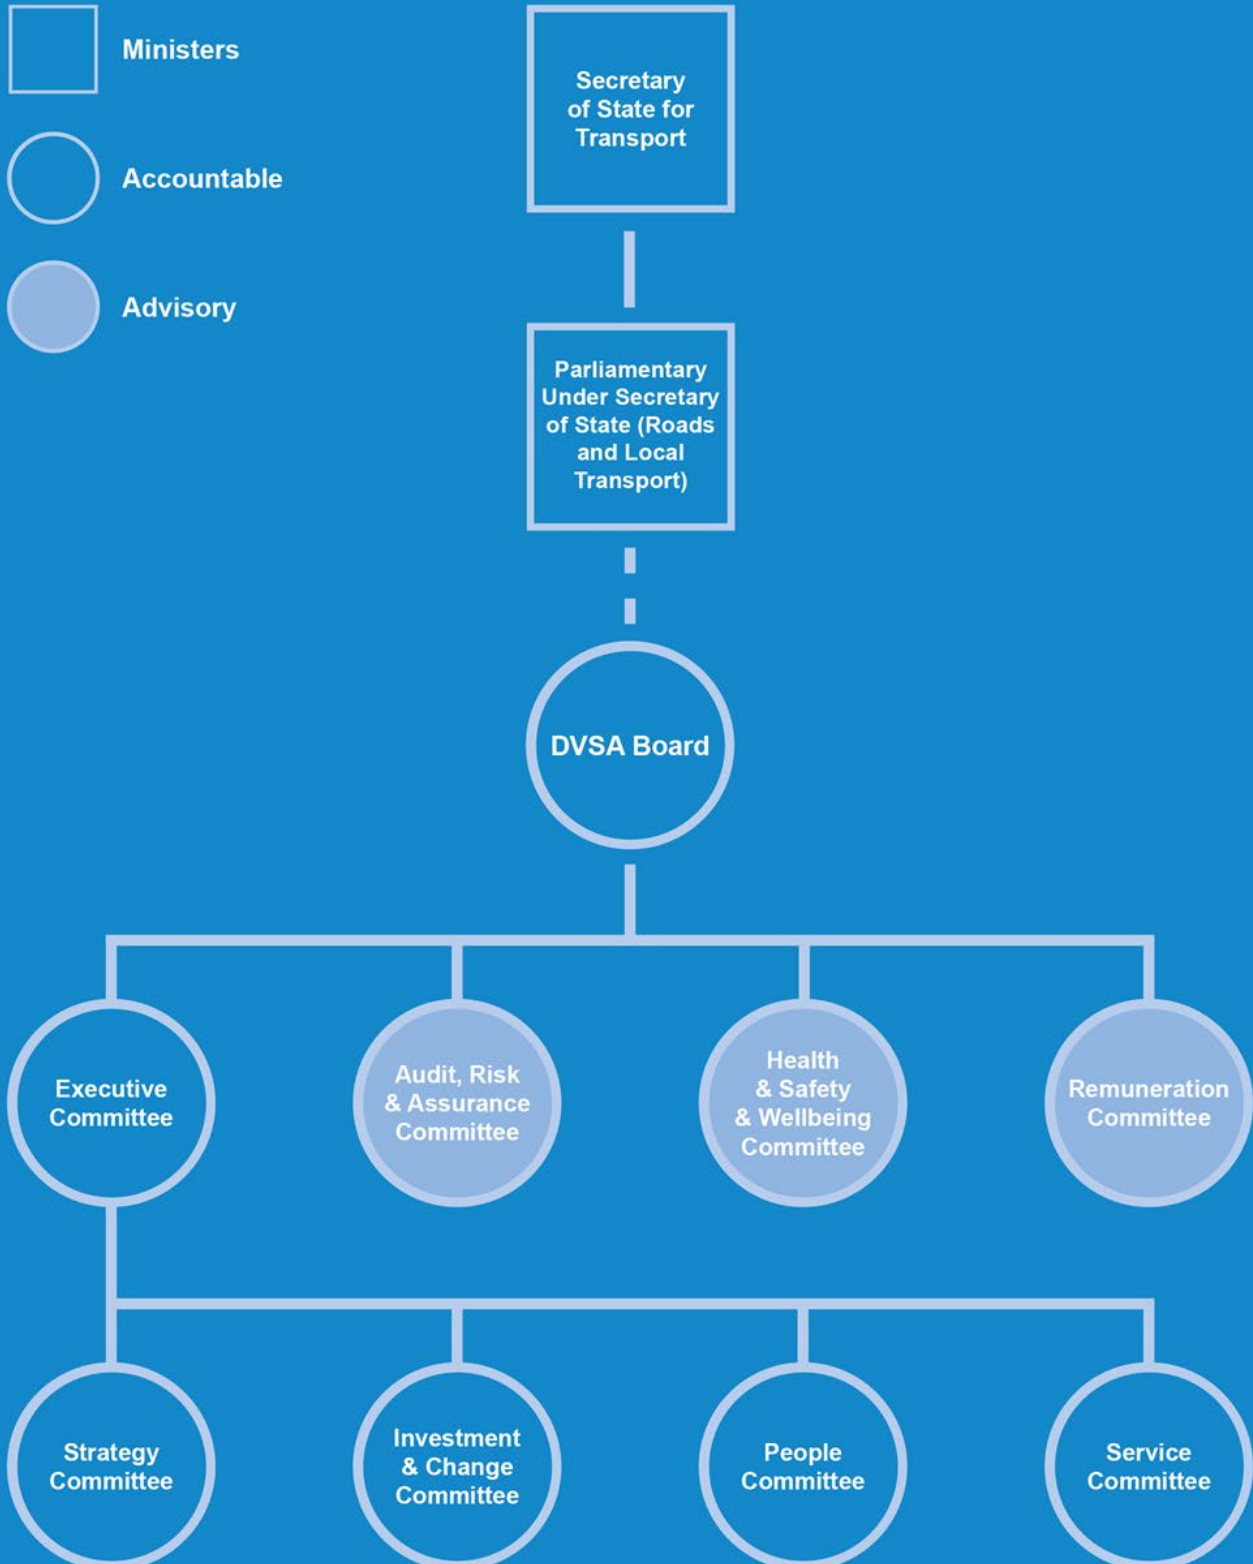 Ministers
Accountable
Advisory
Secretary
of State for
Transport
Parliamentary
Under Secretary
of State (Roads
and Local
Transport)
DVSA Board
Executive
Committee
Audit, Risk
& Assurance
Committee
Health
& Safety
& Wellbeing
Committee
Remuneration
Committee
Strategy
Committee
Investment
& Change
Committee
People
Committee
Service
Committee